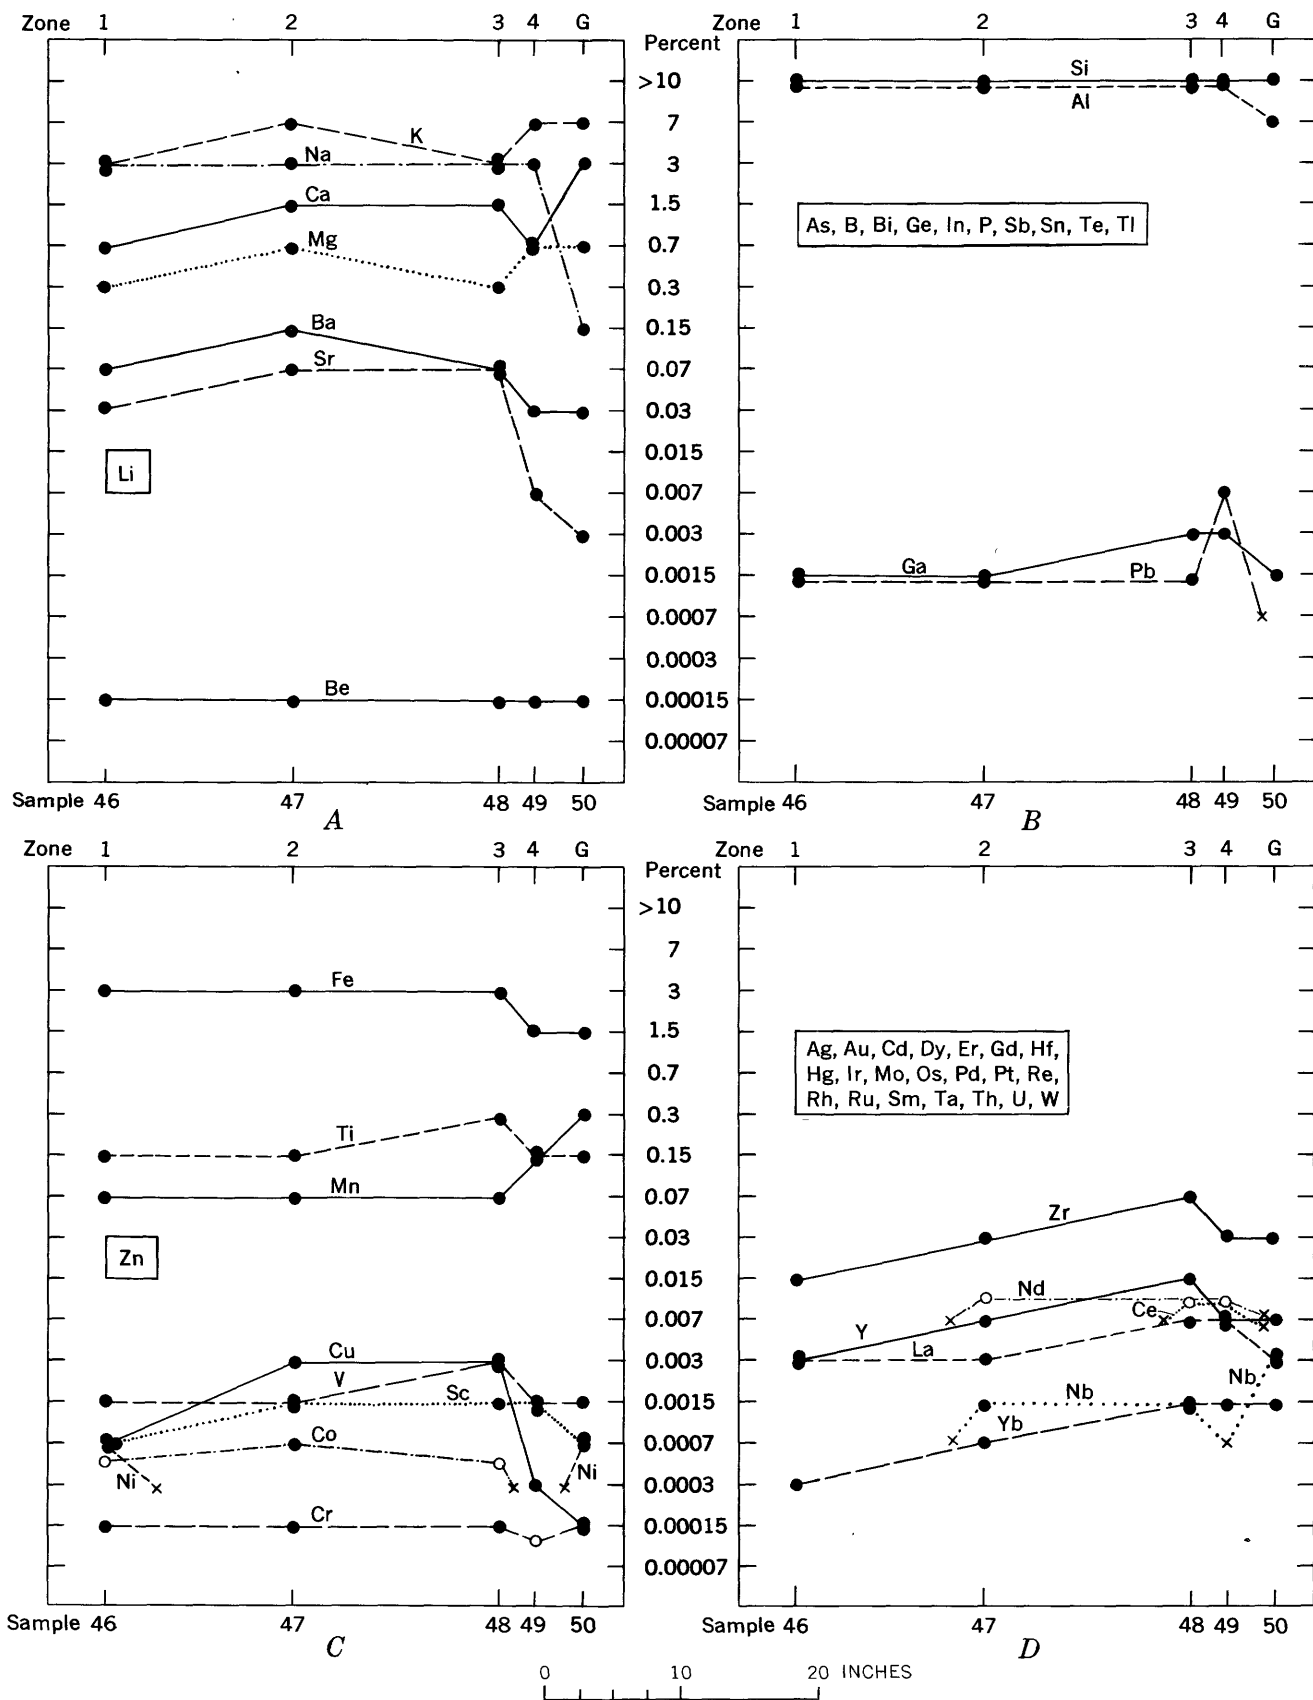 Zone 1 2 3 4 G
Percent
Zone 1 2 3 4 G
>10
7
3
1.5
0.7
0.3
0.15
0.07
0.03
0.015
0.007
0.003
0.0015
0.0007
0.0003
0.00015
0.00007
K
Na
Ca
Mg
Ba
Sr
Li
Be
Si
Al
As, B, Bi, Ge, In, P, Sb, Sn, Te, Tl
Ga
Pb
Sample 46 47 48 49 50
A
Sample 46 47 48 49 50
B
Zone 1 2 3 4 G
Percent
Zone 1 2 3 4 G
>10
7
3
1.5
0.7
0.3
0.15
0.07
0.03
0.015
0.007
0.003
0.0015
0.0007
0.0003
0.00015
0.00007
Fe
Ti
Mn
Zn
Cu
V
Sc
Co
Ni
Ni
Cr
Ag, Au, Cd, Dy, Er, Gd, Hf,
Hg, Ir, Mo, Os, Pd, Pt, Re,
Rh, Ru, Sm, Ta, Th, U, W
Zr
Nd
Ce
Y
La
Nb
Nb
Yb
Sample 46 47 48 49 50
C
Sample 46 47 48 49 50
D
0 10 20 INCHES